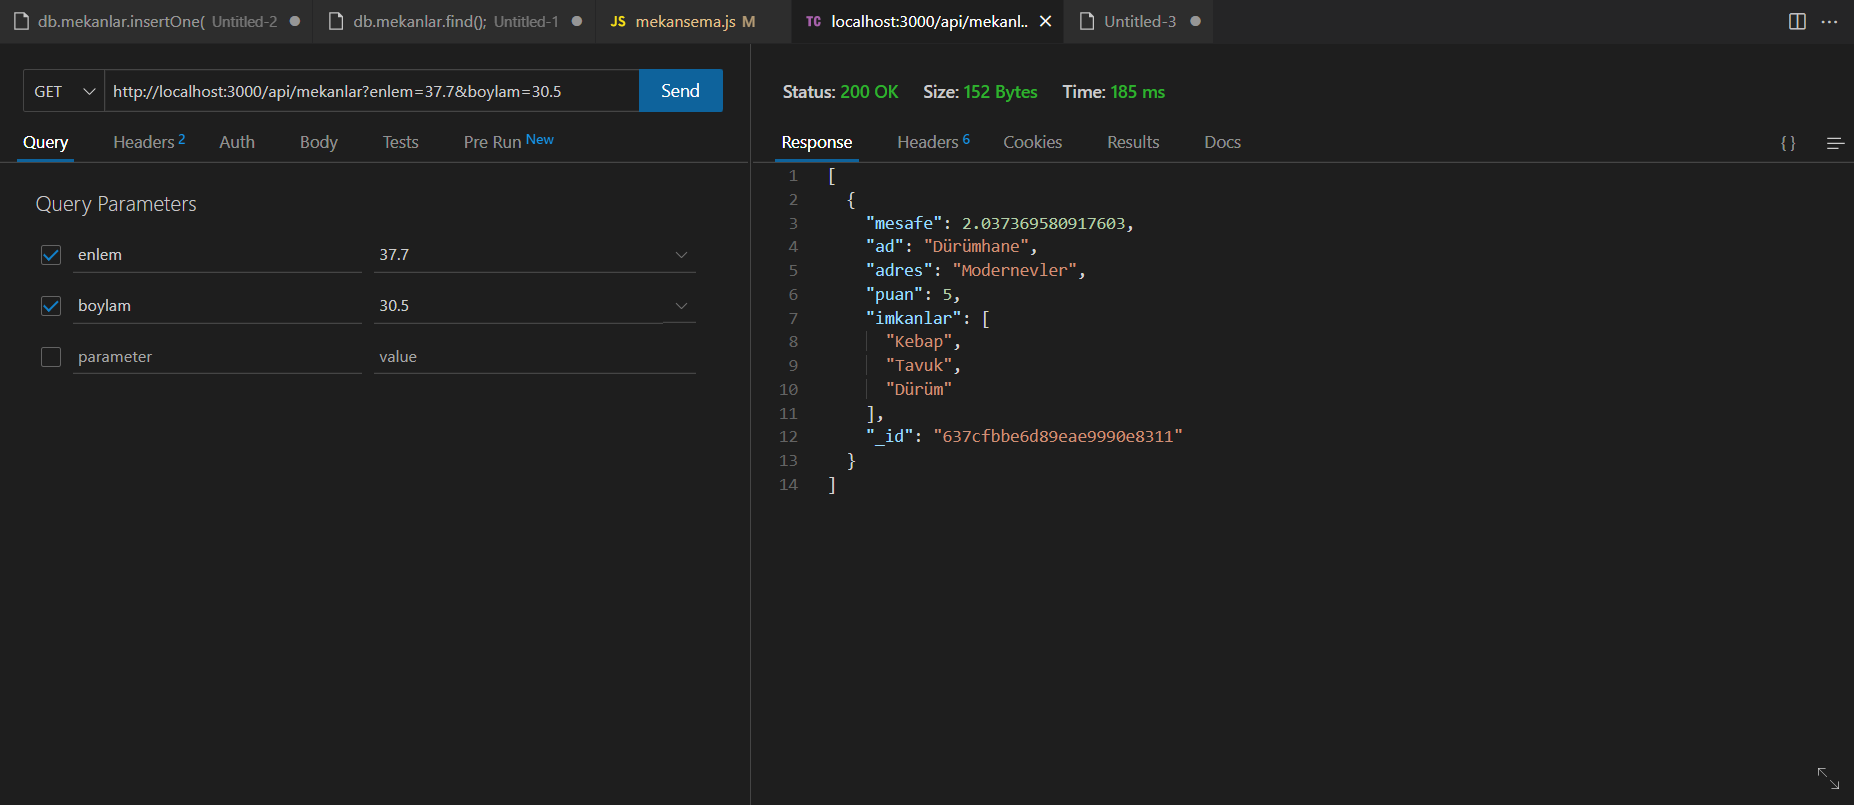 db.mekanlar.insertOne( Untitled-2 ● db.mekanlar.find(); Untitled-1 ● JS mekansema.js M TC localhost:3000/api/mekanl.. × Untitled-3 ● ···
GET http://localhost:3000/api/mekanlar?enlem=37.7&boylam=30.5 Send
Query Headers 2 Auth Body Tests Pre Run New
Query Parameters
enlem 37.7
boylam 30.5
parameter value
Status: 200 OK Size: 152 Bytes Time: 185 ms
Response Headers 6 Cookies Results Docs { }
1 [
2 {
3 "mesafe": 2.037369580917603,
4 "ad": "Dürümhane",
5 "adres": "Modernevler",
6 "puan": 5,
7 "imkanlar": [
8 "Kebap",
9 "Tavuk",
10 "Dürüm"
11 ],
12 "_id": "637cfbbe6d89eae9990e8311"
13 }
14 ]